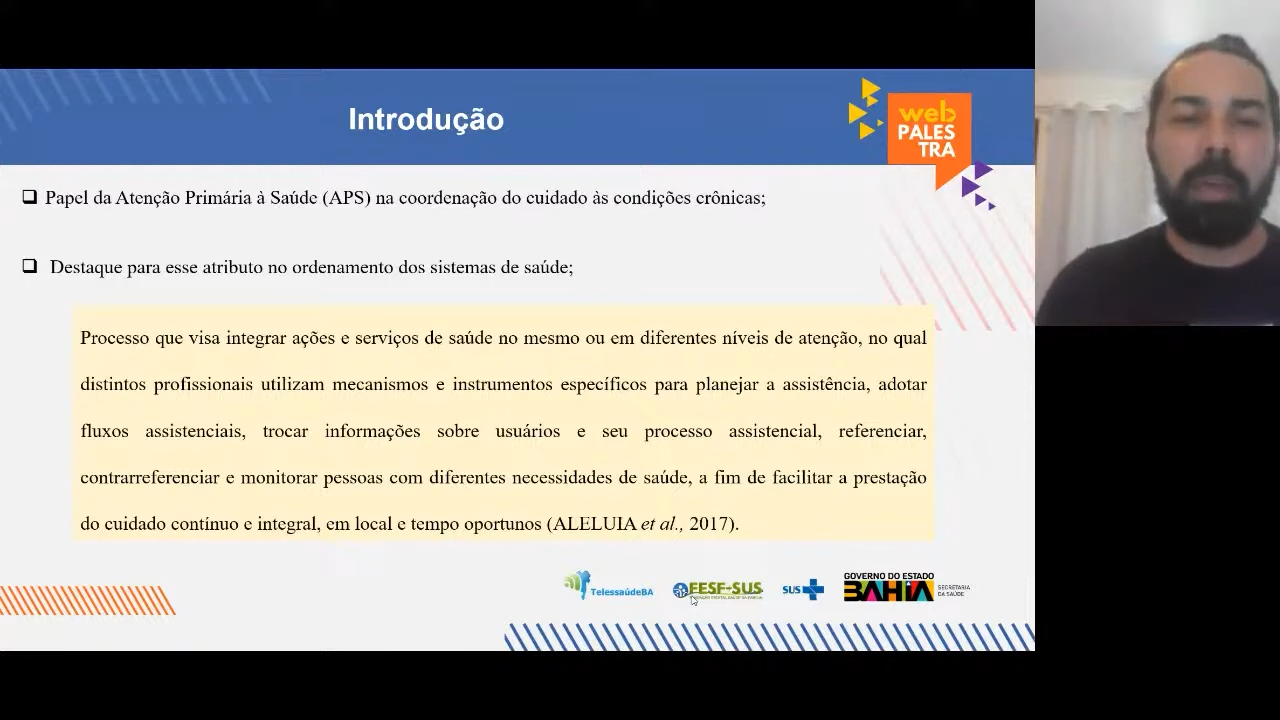 Introdução
web
PALES
TRA
Papel da Atenção Primária à Saúde (APS) na coordenação do cuidado às condições crônicas;
Destaque para esse atributo no ordenamento dos sistemas de saúde;
Processo que visa integrar ações e serviços de saúde no mesmo ou em diferentes níveis de atenção, no qual
distintos profissionais utilizam mecanismos e instrumentos específicos para planejar a assistência, adotar
fluxos assistenciais, trocar informações sobre usuários e seu processo assistencial, referenciar,
contrarreferenciar e monitorar pessoas com diferentes necessidades de saúde, a fim de facilitar a prestação
do cuidado contínuo e integral, em local e tempo oportunos (ALELUIA et al., 2017).
TelessaúdeBA
FESF-SUS
SUS
GOVERNO DO ESTADO
BAHIA
SECRETARIA
DA SAÚDE